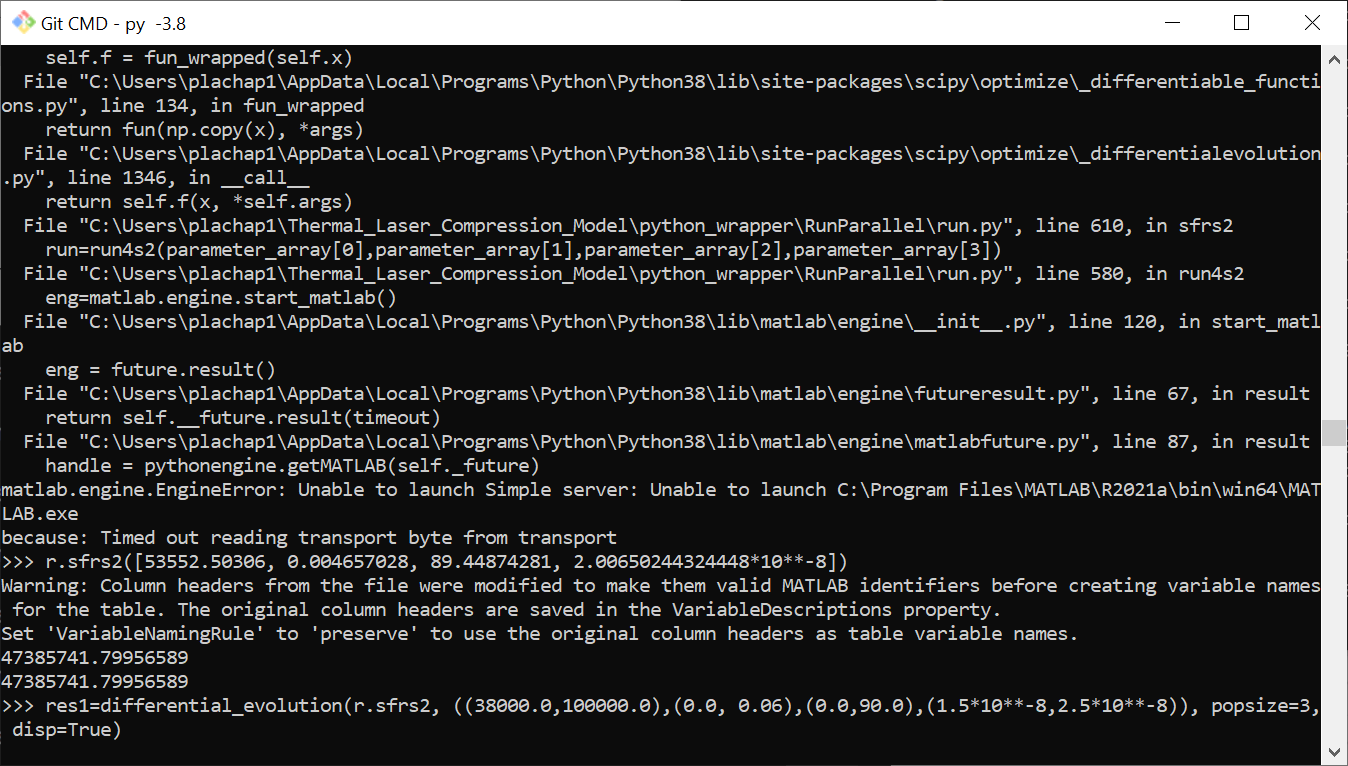 Git CMD - py  -3.8
    self.f = fun_wrapped(self.x)
  File "C:\Users\plachap1\AppData\Local\Programs\Python\Python38\lib\site-packages\scipy\optimize\_differentiable_functi
ons.py", line 134, in fun_wrapped
    return fun(np.copy(x), *args)
  File "C:\Users\plachap1\AppData\Local\Programs\Python\Python38\lib\site-packages\scipy\optimize\_differentialevolution
.py", line 1346, in __call__
    return self.f(x, *self.args)
  File "C:\Users\plachap1\Thermal_Laser_Compression_Model\python_wrapper\RunParallel\run.py", line 610, in sfrs2
    run=run4s2(parameter_array[0],parameter_array[1],parameter_array[2],parameter_array[3])
  File "C:\Users\plachap1\Thermal_Laser_Compression_Model\python_wrapper\RunParallel\run.py", line 580, in run4s2
    eng=matlab.engine.start_matlab()
  File "C:\Users\plachap1\AppData\Local\Programs\Python\Python38\lib\matlab\engine\__init__.py", line 120, in start_matl
ab
    eng = future.result()
  File "C:\Users\plachap1\AppData\Local\Programs\Python\Python38\lib\matlab\engine\futureresult.py", line 67, in result
    return self.__future.result(timeout)
  File "C:\Users\plachap1\AppData\Local\Programs\Python\Python38\lib\matlab\engine\matlabfuture.py", line 87, in result
    handle = pythonengine.getMATLAB(self._future)
matlab.engine.EngineError: Unable to launch Simple server: Unable to launch C:\Program Files\MATLAB\R2021a\bin\win64\MAT
LAB.exe
because: Timed out reading transport byte from transport
>>> r.sfrs2([53552.50306, 0.004657028, 89.44874281, 2.00650244324448*10**-8])
Warning: Column headers from the file were modified to make them valid MATLAB identifiers before creating variable names
 for the table. The original column headers are saved in the VariableDescriptions property.
Set 'VariableNamingRule' to 'preserve' to use the original column headers as table variable names.
47385741.79956589
47385741.79956589
>>> res1=differential_evolution(r.sfrs2, ((38000.0,100000.0),(0.0, 0.06),(0.0,90.0),(1.5*10**-8,2.5*10**-8)), popsize=3,
 disp=True)